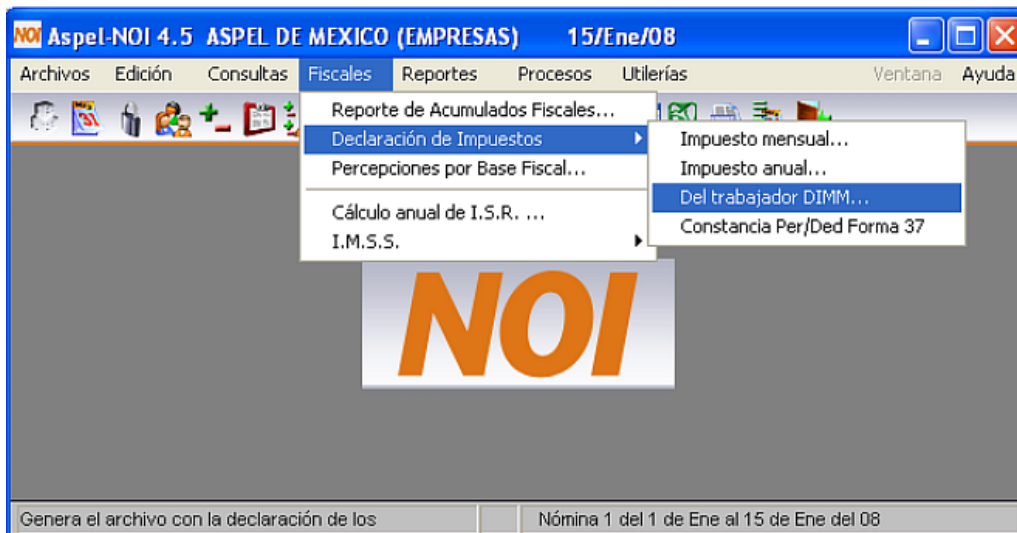 NOI Aspel-NOI 4.5 ASPEL DE MEXICO (EMPRESAS) 15/Ene/08
Archivos Edición Consultas Fiscales Reportes Procesos Utilerías Ventana Ayuda
Reporte de Acumulados Fiscales...
Declaración de Impuestos
Percepciones por Base Fiscal...
Cálculo anual de I.S.R. ...
I.M.S.S.
Impuesto mensual...
Impuesto anual...
Del trabajador DIMM...
Constancia Per/Ded Forma 37
NOI
Genera el archivo con la declaración de los
Nómina 1 del 1 de Ene al 15 de Ene del 08